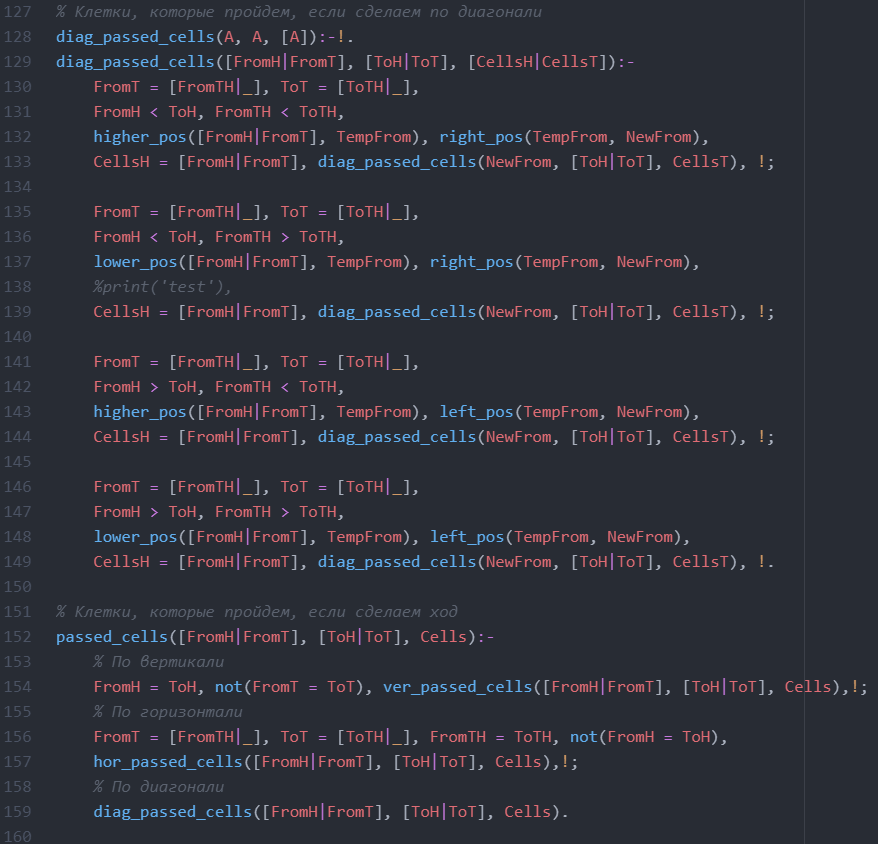 127 % Клетки, которые пройдем, если сделаем по диагонали
128 diag_passed_cells(A, A, [A]):-!.
129 diag_passed_cells([FromH|FromT], [ToH|ToT], [CellsH|CellsT]):-
130     FromT = [FromTH|_], ToT = [ToTH|_],
131     FromH < ToH, FromTH < ToTH,
132     higher_pos([FromH|FromT], TempFrom), right_pos(TempFrom, NewFrom),
133     CellsH = [FromH|FromT], diag_passed_cells(NewFrom, [ToH|ToT], CellsT), !;
134
135     FromT = [FromTH|_], ToT = [ToTH|_],
136     FromH < ToH, FromTH > ToTH,
137     lower_pos([FromH|FromT], TempFrom), right_pos(TempFrom, NewFrom),
138     %print('test'),
139     CellsH = [FromH|FromT], diag_passed_cells(NewFrom, [ToH|ToT], CellsT), !;
140
141     FromT = [FromTH|_], ToT = [ToTH|_],
142     FromH > ToH, FromTH < ToTH,
143     higher_pos([FromH|FromT], TempFrom), left_pos(TempFrom, NewFrom),
144     CellsH = [FromH|FromT], diag_passed_cells(NewFrom, [ToH|ToT], CellsT), !;
145
146     FromT = [FromTH|_], ToT = [ToTH|_],
147     FromH > ToH, FromTH > ToTH,
148     lower_pos([FromH|FromT], TempFrom), left_pos(TempFrom, NewFrom),
149     CellsH = [FromH|FromT], diag_passed_cells(NewFrom, [ToH|ToT], CellsT), !.
150
151 % Клетки, которые пройдем, если сделаем ход
152 passed_cells([FromH|FromT], [ToH|ToT], Cells):-
153     % По вертикали
154     FromH = ToH, not(FromT = ToT), ver_passed_cells([FromH|FromT], [ToH|ToT], Cells),!;
155     % По горизонтали
156     FromT = [FromTH|_], ToT = [ToTH|_], FromTH = ToTH, not(FromH = ToH),
157     hor_passed_cells([FromH|FromT], [ToH|ToT], Cells),!;
158     % По диагонали
159     diag_passed_cells([FromH|FromT], [ToH|ToT], Cells).
160